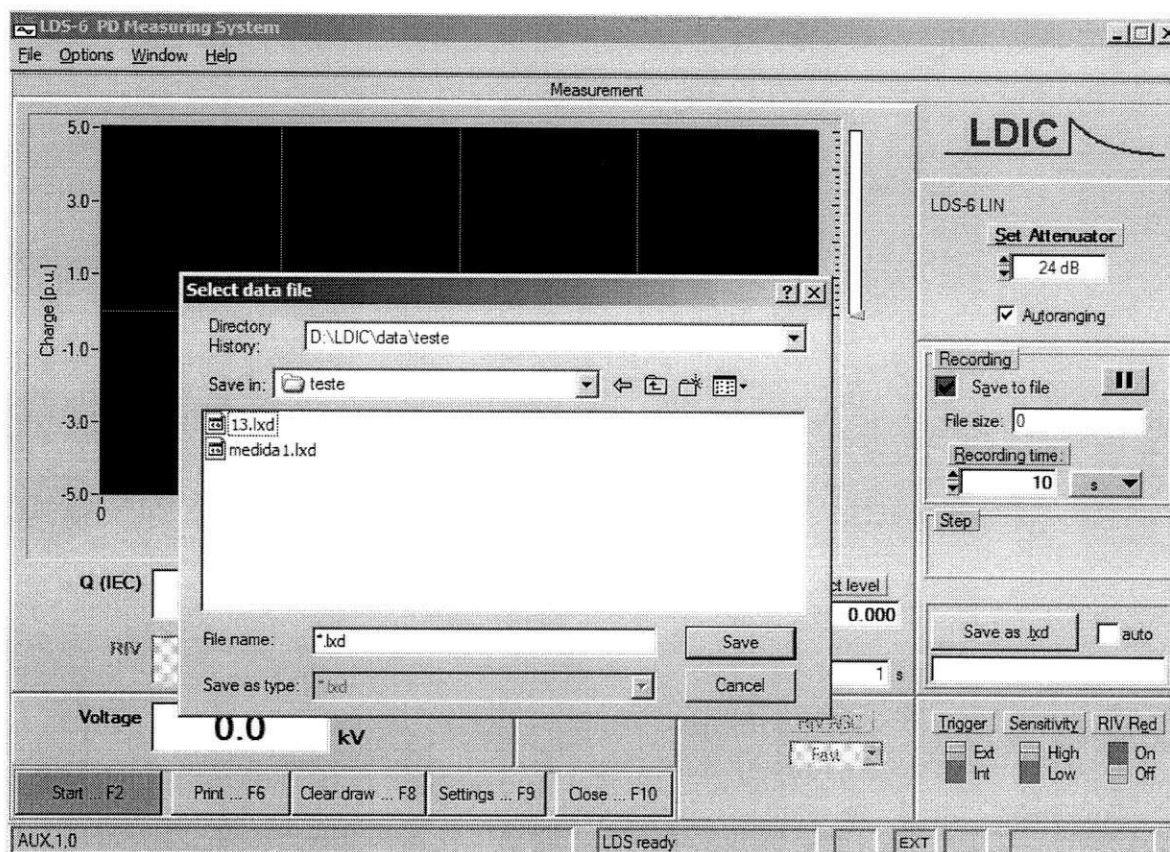 LDS-6 PD Measuring System
File Options Window Help
Measurement
5.0
3.0
1.0
-1.0
-3.0
-5.0
0
Charge [p.u.]
LDIC
LDS-6 LIN
Set Attenuator
24 dB
Autoranging
Recording
Save to file
File size: 0
Recording time:
10 s
Step
Save as .lxd auto
Select data file
Directory History: D:\LDIC\data\teste
Save in: teste
13.lxd
medida1.lxd
File name: *.lxd Save
Save as type: *.lxd Cancel
Q (IEC)
RIV
ct level
0.000
1 s
Voltage 0.0 kV
RIV AGC
Fast
Trigger Sensitivity RIV Red
Ext High On
Int Low Off
Start ... F2 Print ... F6 Clear draw ... F8 Settings ... F9 Close ... F10
AUX,1,0 LDS ready EXT